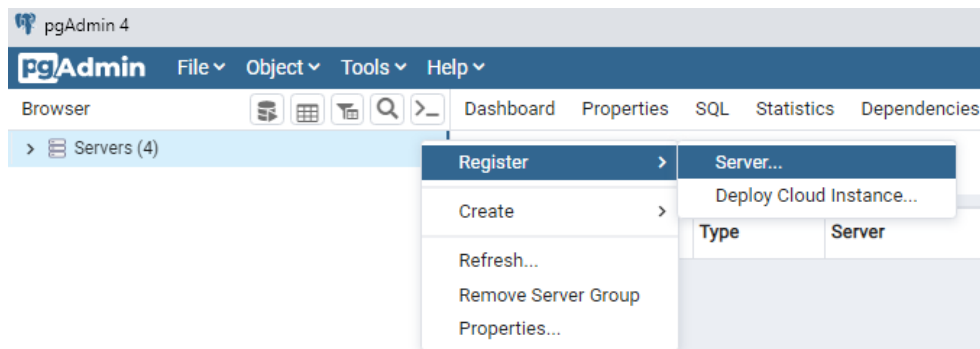 pgAdmin 4
pgAdmin File Object Tools Help
Browser >_ Dashboard Properties SQL Statistics Dependencies
Servers (4)
Register
Server...
Deploy Cloud Instance...
Create
Type Server
Refresh...
Remove Server Group
Properties...